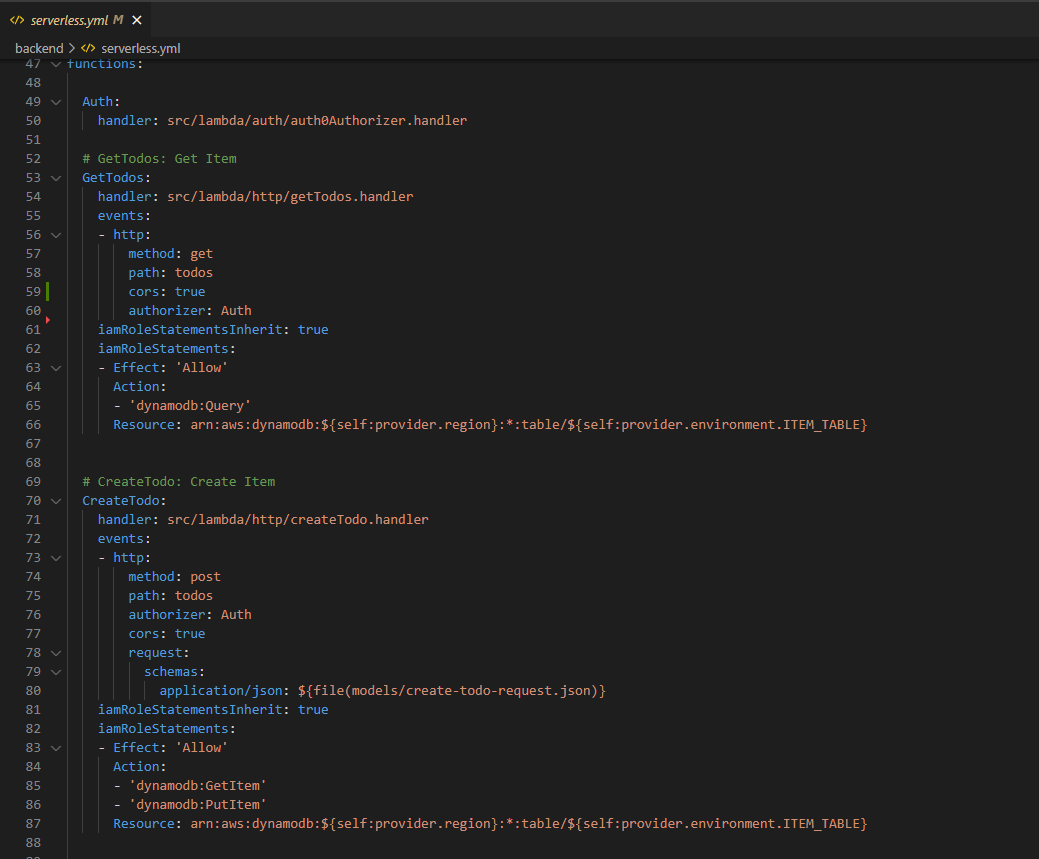 serverless.yml M ×
backend > serverless.yml
47 functions:
48
49 Auth:
50 handler: src/lambda/auth/auth0Authorizer.handler
51
52 # GetTodos: Get Item
53 GetTodos:
54 handler: src/lambda/http/getTodos.handler
55 events:
56 - http:
57 method: get
58 path: todos
59 cors: true
60 authorizer: Auth
61 iamRoleStatementsInherit: true
62 iamRoleStatements:
63 - Effect: 'Allow'
64 Action:
65 - 'dynamodb:Query'
66 Resource: arn:aws:dynamodb:${self:provider.region}:*:table/${self:provider.environment.ITEM_TABLE}
67
68
69 # CreateTodo: Create Item
70 CreateTodo:
71 handler: src/lambda/http/createTodo.handler
72 events:
73 - http:
74 method: post
75 path: todos
76 authorizer: Auth
77 cors: true
78 request:
79 schemas:
80 application/json: ${file(models/create-todo-request.json)}
81 iamRoleStatementsInherit: true
82 iamRoleStatements:
83 - Effect: 'Allow'
84 Action:
85 - 'dynamodb:GetItem'
86 - 'dynamodb:PutItem'
87 Resource: arn:aws:dynamodb:${self:provider.region}:*:table/${self:provider.environment.ITEM_TABLE}
88